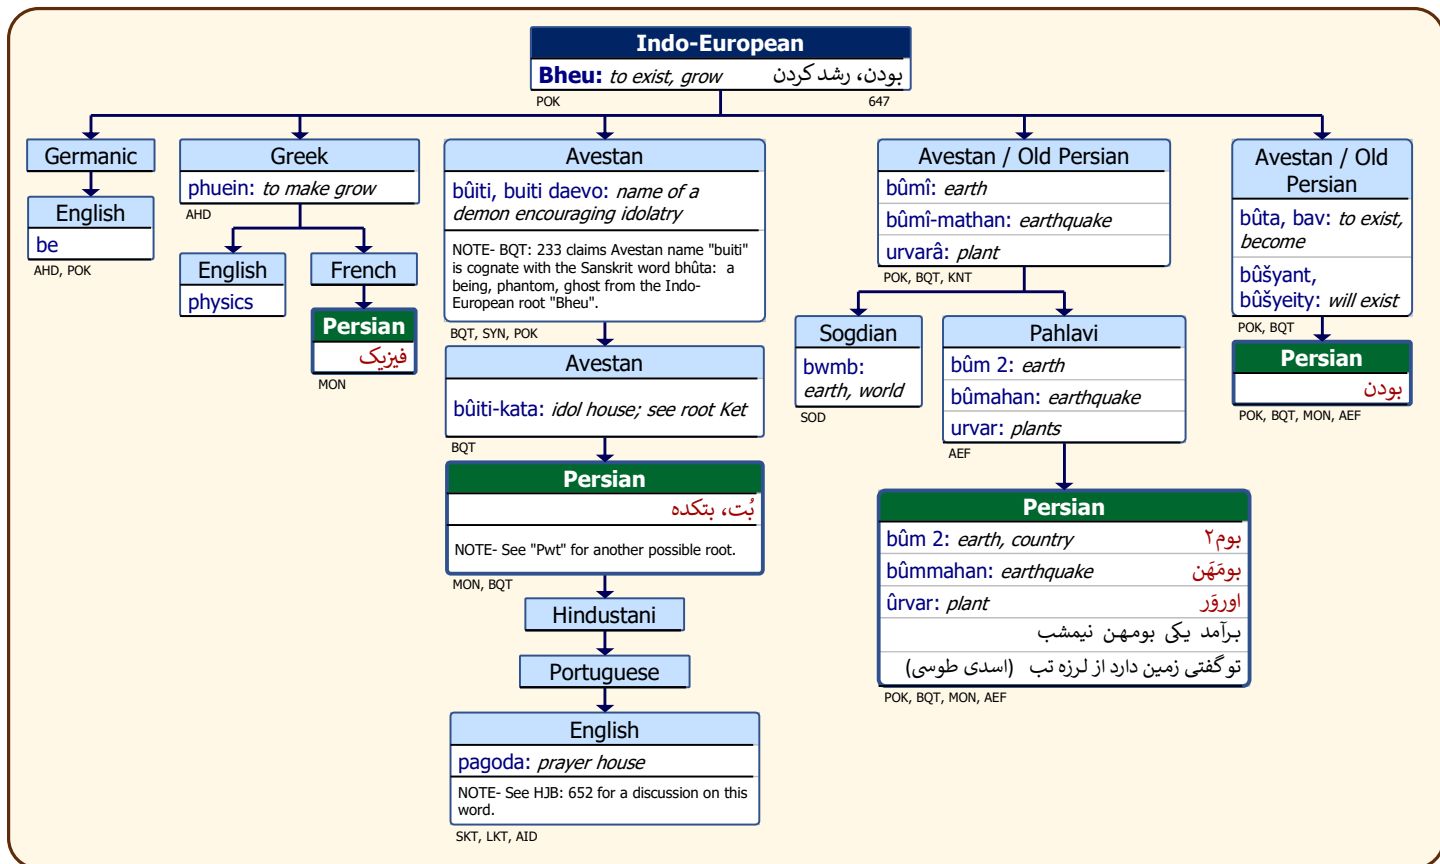 Indo-European
Bheu: to exist, grow بودن، رشد کردن
POK 647
Germanic
English
be
AHD, POK
Greek
phuein: to make grow
AHD
English
physics
French
Persian
فیزیک
MON
Avestan
bûiti, buiti daevo: name of a
demon encouraging idolatry
NOTE- BQT: 233 claims Avestan name "buiti"
is cognate with the Sanskrit word bhûta: a
being, phantom, ghost from the Indo-
European root "Bheu".
BQT, SYN, POK
Avestan
bûiti-kata: idol house; see root Ket
BQT
Persian
بُت، بتکده
NOTE- See "Pwt" for another possible root.
MON, BQT
Hindustani
Portuguese
English
pagoda: prayer house
NOTE- See HJB: 652 for a discussion on this
word.
SKT, LKT, AID
Avestan / Old Persian
bûmî: earth
bûmî-mathan: earthquake
urvarâ: plant
POK, BQT, KNT
Sogdian
bwmb:
earth, world
SOD
Pahlavi
bûm 2: earth
bûmahan: earthquake
urvar: plants
AEF
Persian
bûm 2: earth, country بوم۲
bûmmahan: earthquake بومَهَن
ûrvar: plant اوروَر
برآمد یکی بومهن نیمشب
تو گفتی زمین دارد از لرزه تب (اسدی طوسی)
POK, BQT, MON, AEF
Avestan / Old
Persian
bûta, bav: to exist,
become
bûšyant,
bûšyeity: will exist
POK, BQT
Persian
بودن
POK, BQT, MON, AEF